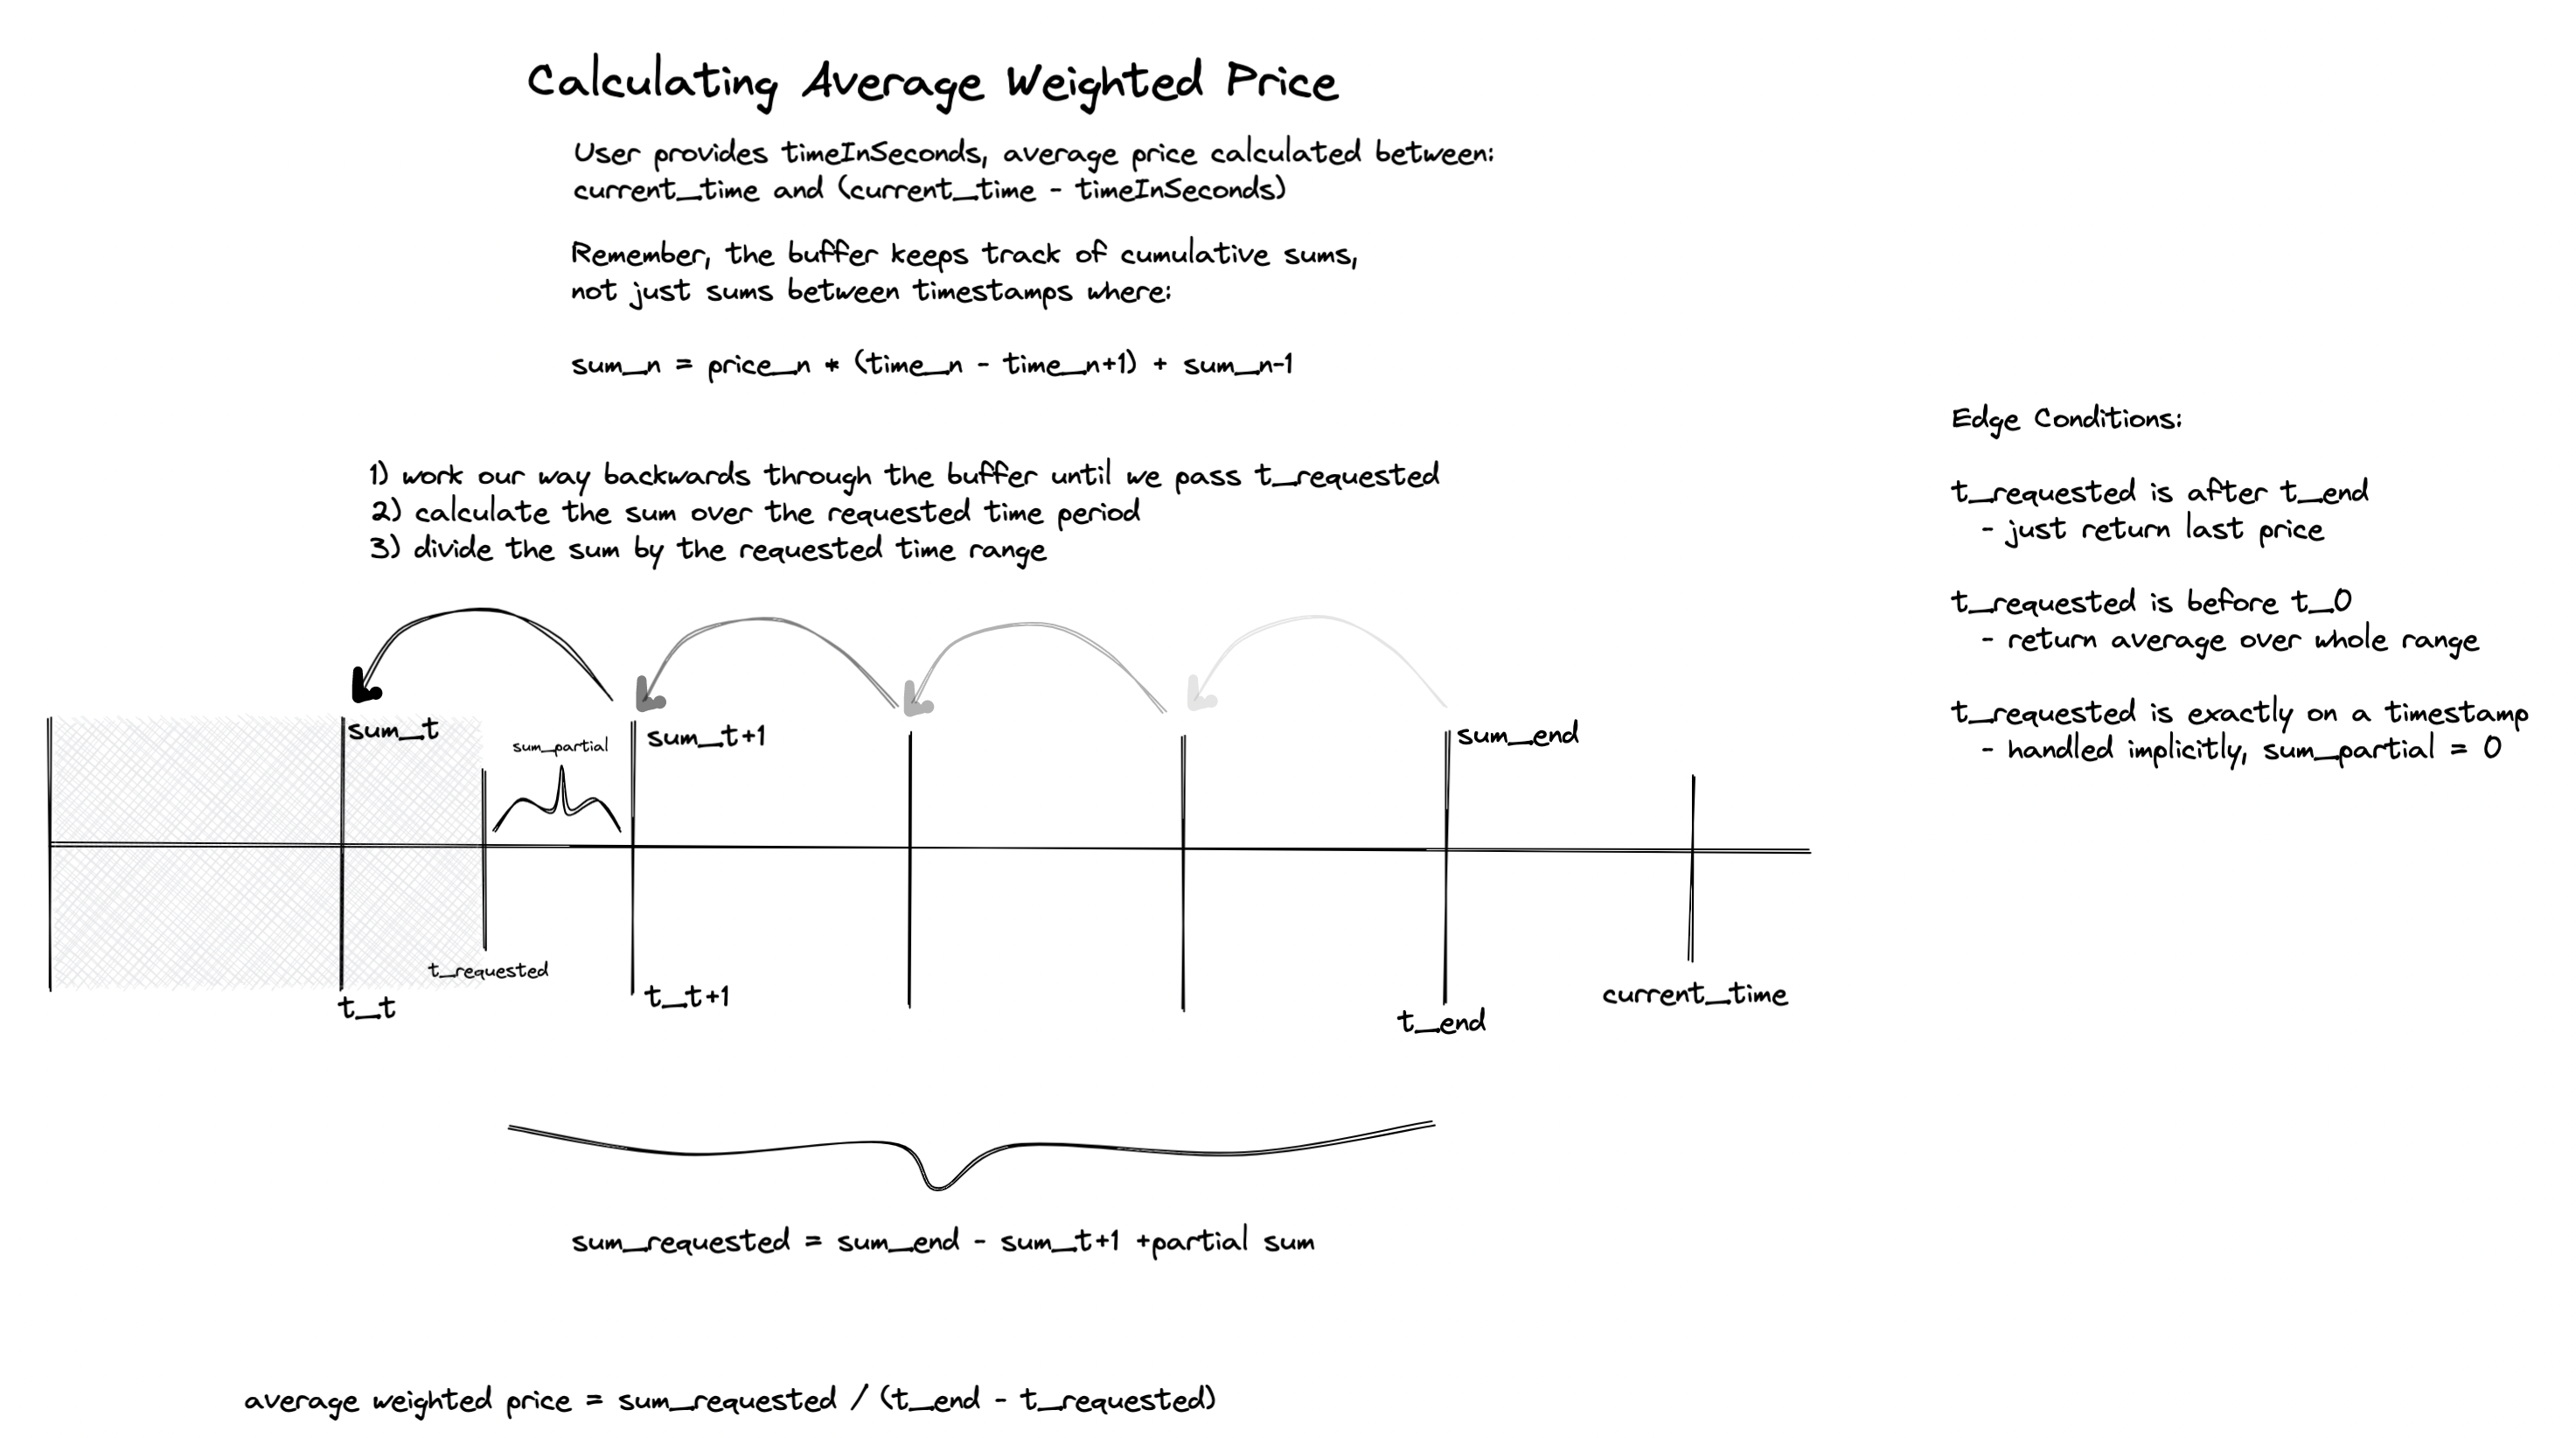 Calculating Average Weighted Price
User provides timeInSeconds, average price calculated between:
current_time and (current_time - timeInSeconds)
Remember, the buffer keeps track of cumulative sums,
not just sums between timestamps where:
sum_n = price_n * (time_n - time_n+1) + sum_n-1
1) work our way backwards through the buffer until we pass t_requested
2) calculate the sum over the requested time period
3) divide the sum by the requested time range
Edge Conditions:
t_requested is after t_end
- just return last price
t_requested is before t_0
- return average over whole range
t_requested is exactly on a timestamp
- handled implicitly, sum_partial = 0
sum_t
sum_partial
sum_t+1
sum_end
t_requested
t_t
t_t+1
t_end
current_time
sum_requested = sum_end - sum_t+1 +partial sum
average weighted price = sum_requested / (t_end - t_requested)